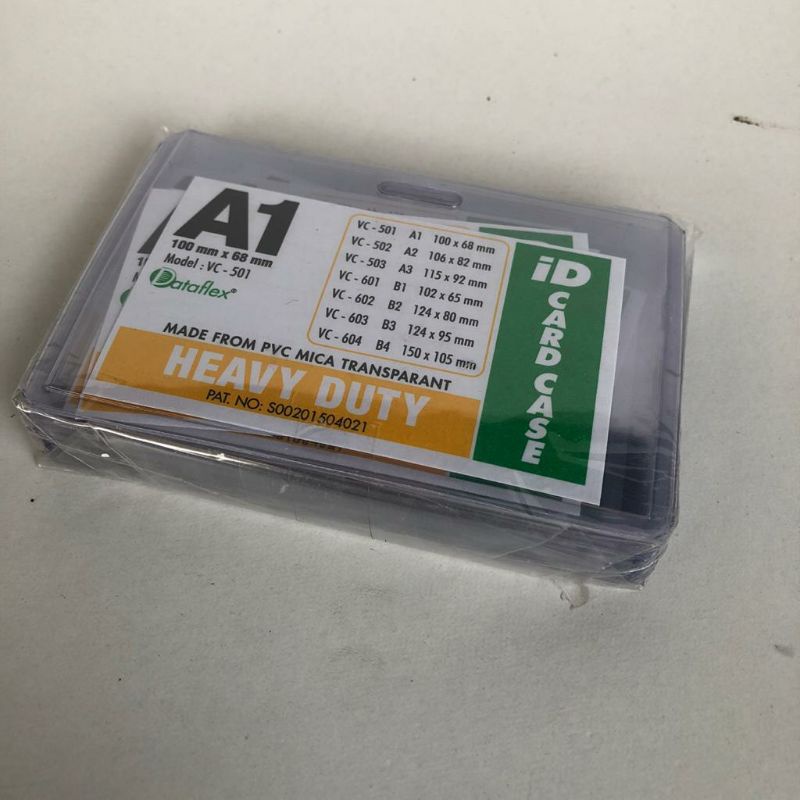 A1
100 mm x 68 mm
Model : VC - 501
Dataflex®
VC - 501 A1 100 x 68 mm
VC - 502 A2 106 x 82 mm
VC - 503 A3 115 x 92 mm
VC - 601 B1 102 x 65 mm
VC - 602 B2 124 x 80 mm
VC - 603 B3 124 x 95 mm
VC - 604 B4 150 x 105 mm
MADE FROM PVC MICA TRANSPARANT
HEAVY DUTY
PAT. NO: S00201504021
iD CARD CASE